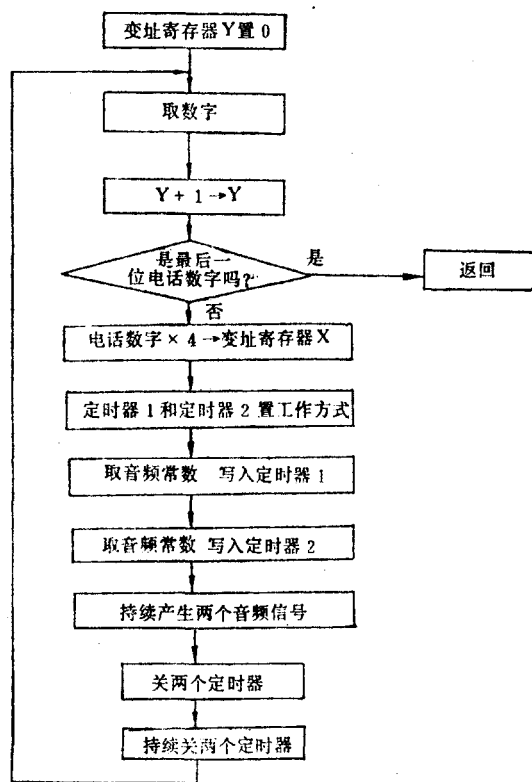 变址寄存器Y置0
取数字
Y + 1→Y
是最后一
位电话数字吗?
是
返回
否
电话数字×4→变址寄存器X
定时器1和定时器2置工作方式
取音频常数 写入定时器1
取音频常数 写入定时器2
持续产生两个音频信号
关两个定时器
持续关两个定时器